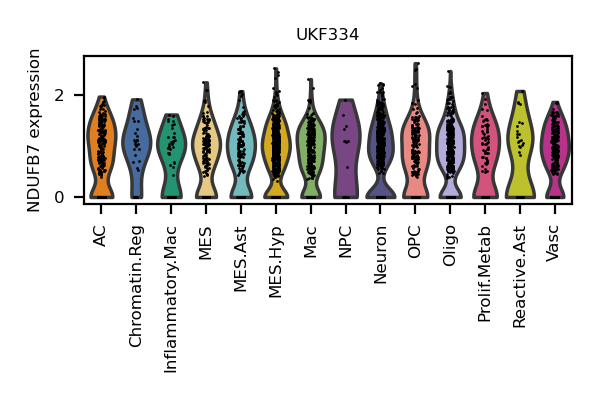 UKF334
NDUFB7 expression
2
0
AC
Chromatin.Reg
Inflammatory.Mac
MES
MES.Ast
MES.Hyp
Mac
NPC
Neuron
OPC
Oligo
Prolif.Metab
Reactive.Ast
Vasc